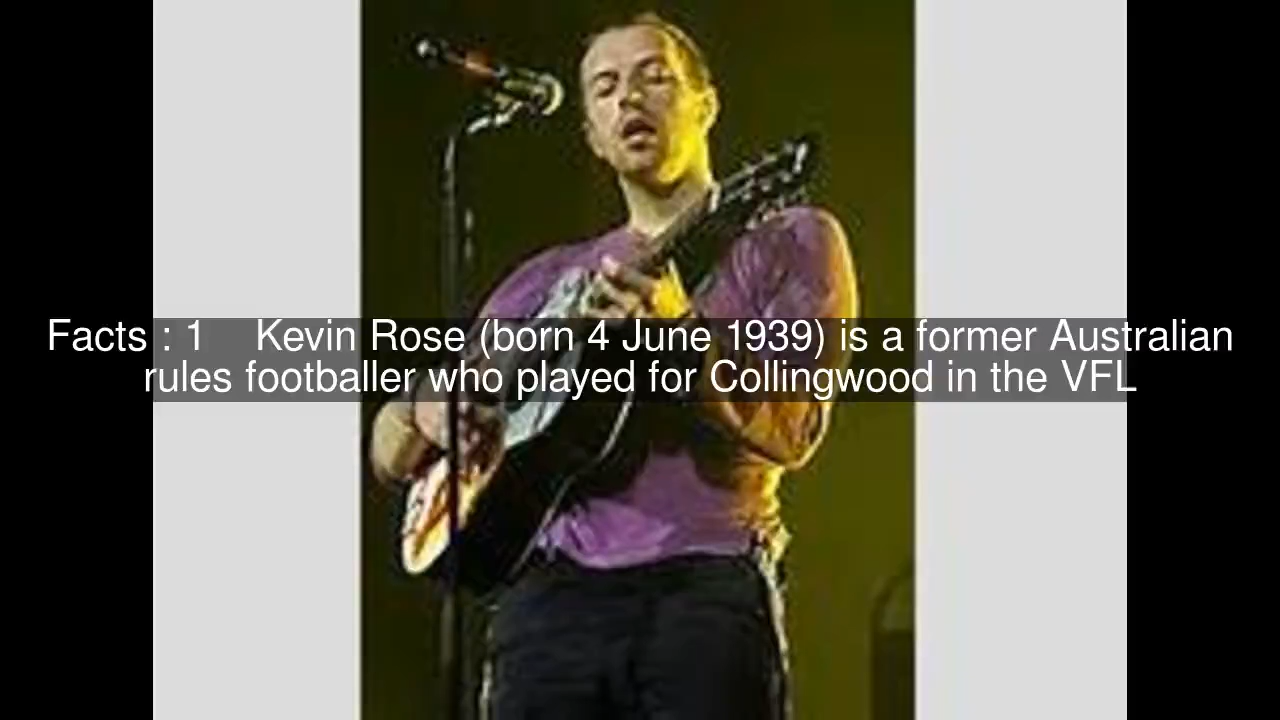 Facts : 1    Kevin Rose (born 4 June 1939) is a former Australian
rules footballer who played for Collingwood in the VFL